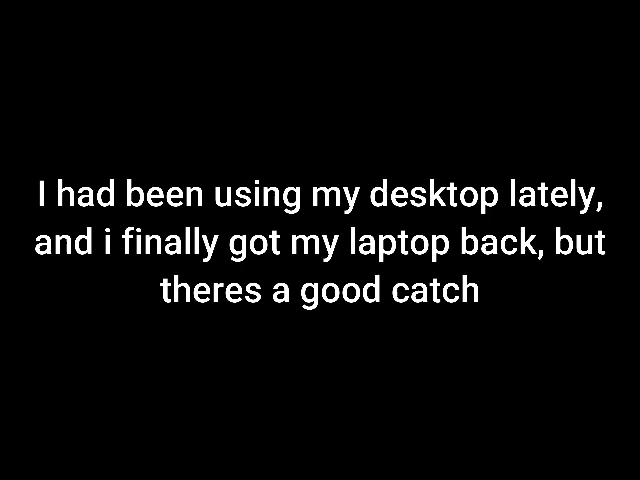 I had been using my desktop lately,
and i finally got my laptop back, but
theres a good catch